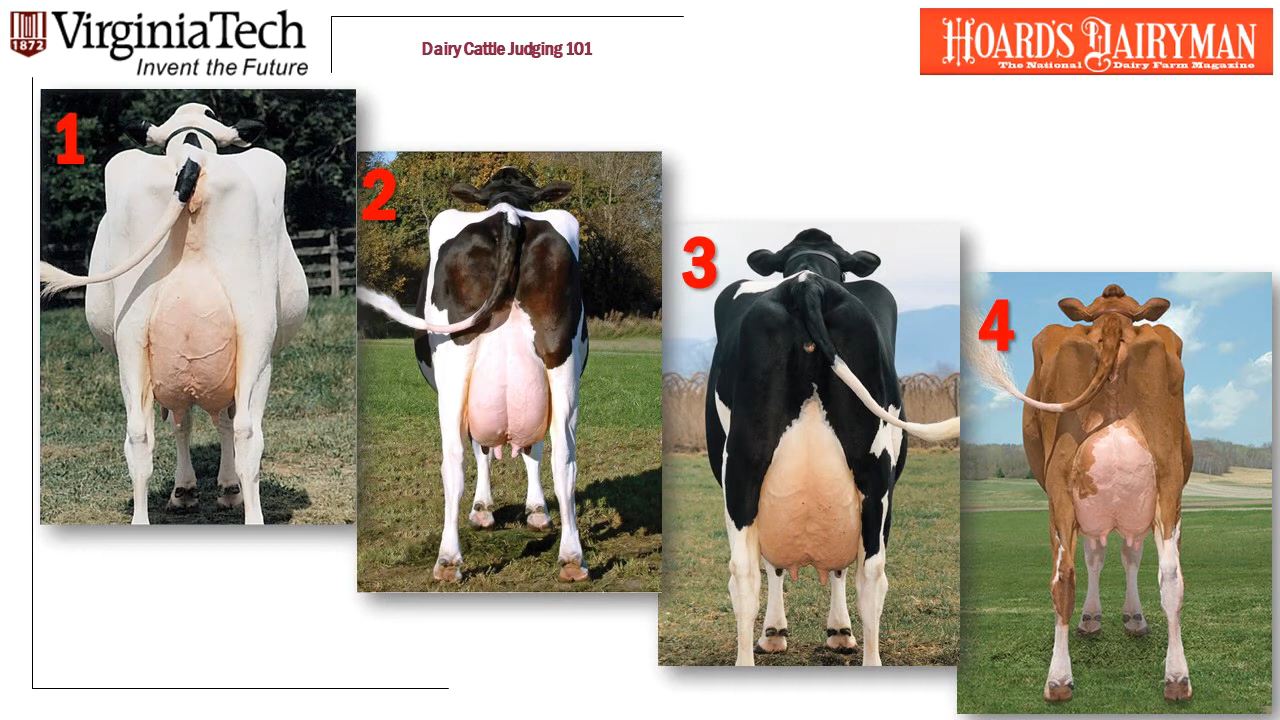 1872
VirginiaTech
Invent the Future
Dairy Cattle Judging 101
HOARD'S DAIRYMAN
The National Dairy Farm Magazine
1
2
3
4